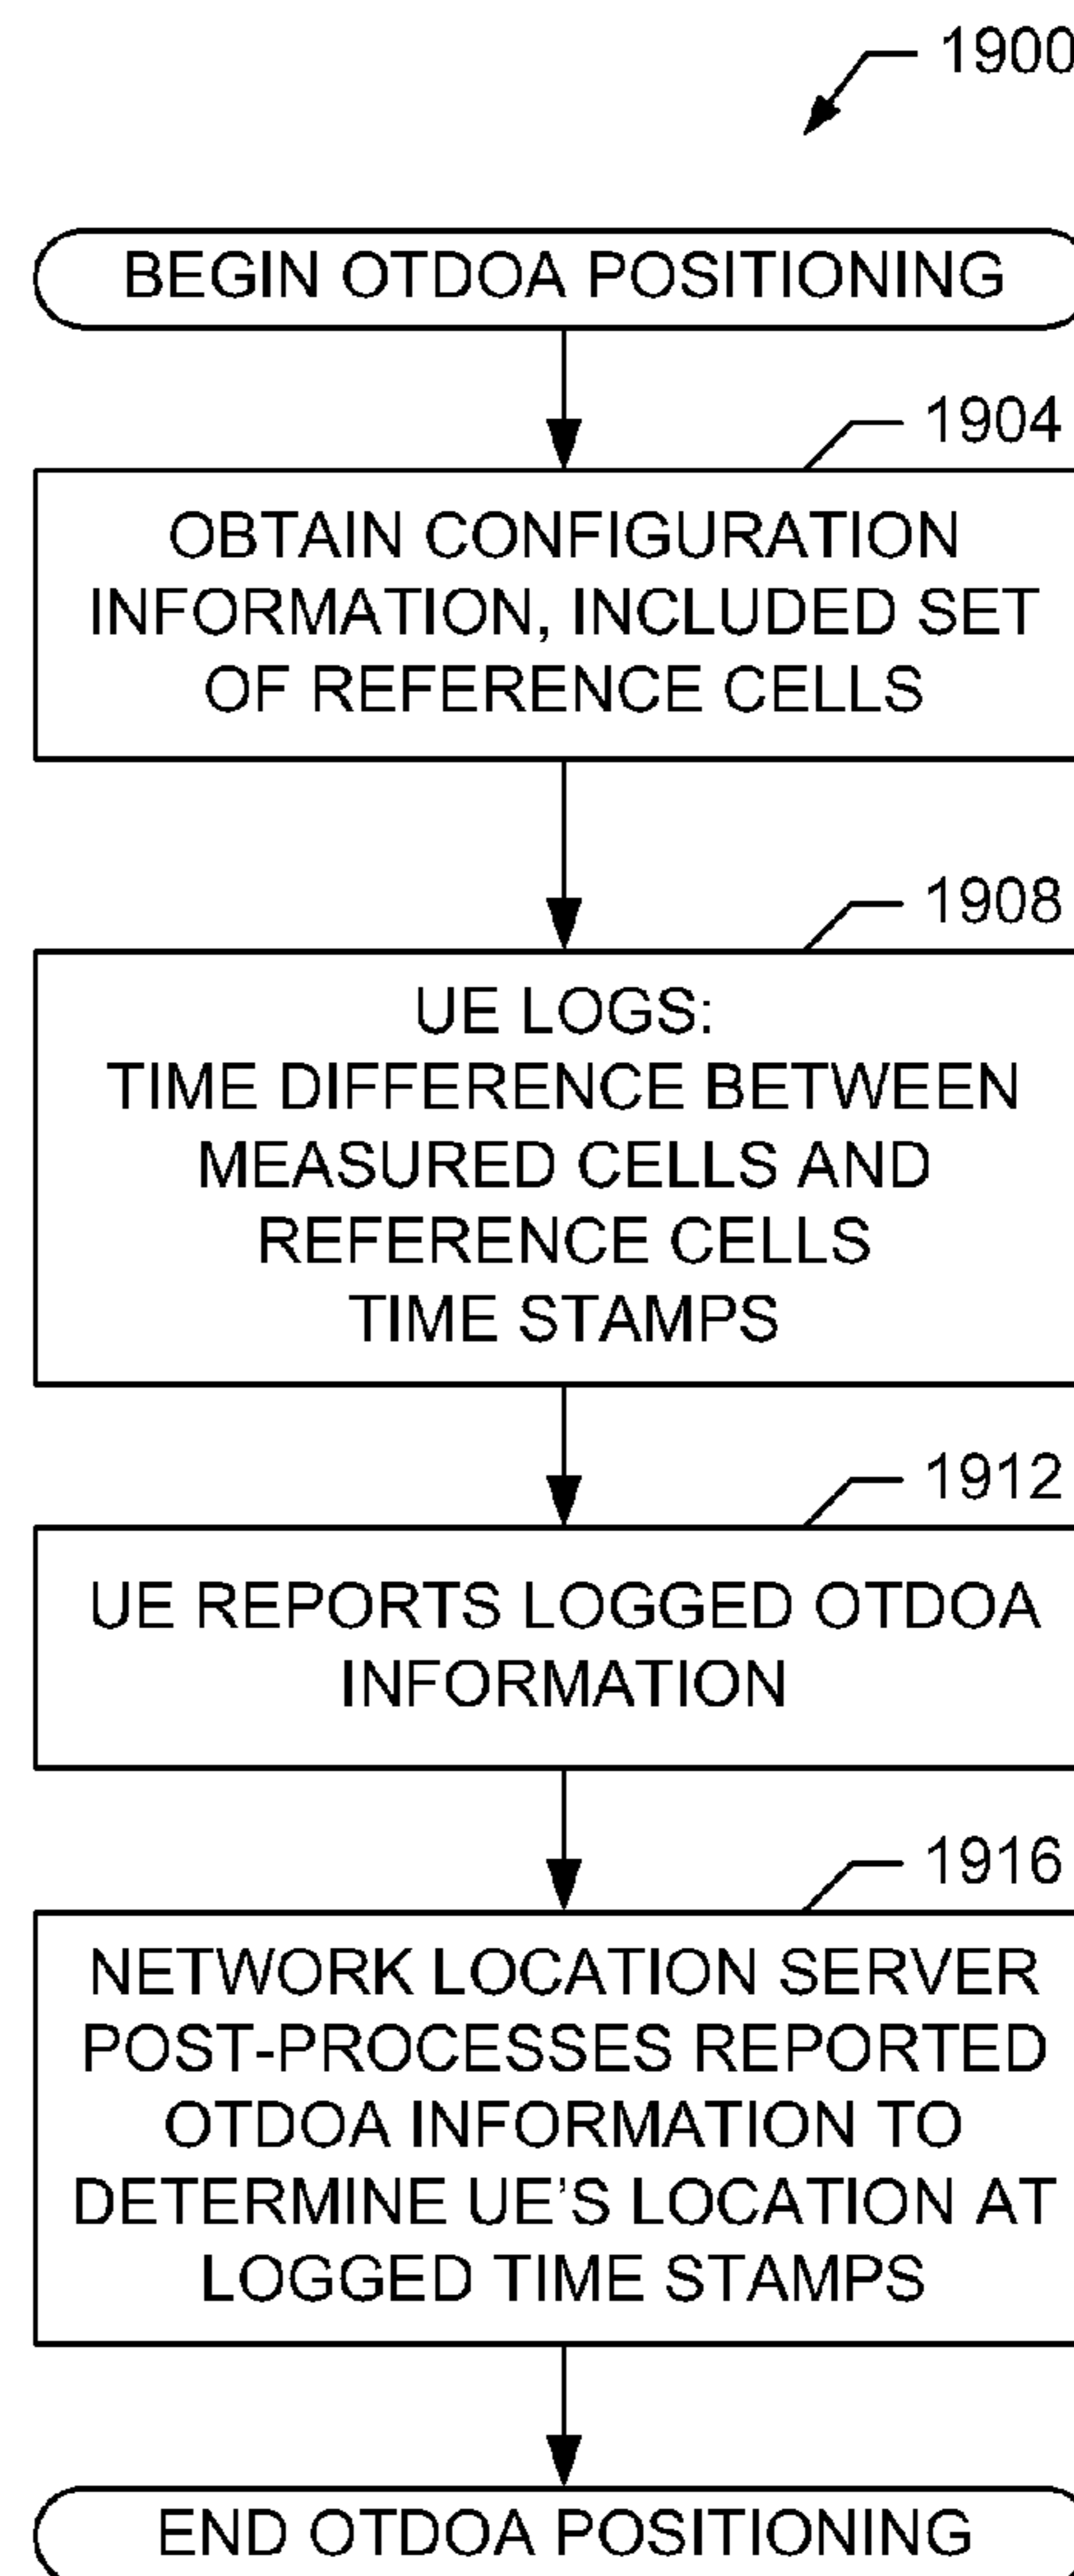 1900
BEGIN OTDOA POSITIONING
1904
OBTAIN CONFIGURATION
INFORMATION, INCLUDED SET
OF REFERENCE CELLS
1908
UE LOGS:
TIME DIFFERENCE BETWEEN
MEASURED CELLS AND
REFERENCE CELLS
TIME STAMPS
1912
UE REPORTS LOGGED OTDOA
INFORMATION
1916
NETWORK LOCATION SERVER
POST-PROCESSES REPORTED
OTDOA INFORMATION TO
DETERMINE UE'S LOCATION AT
LOGGED TIME STAMPS
END OTDOA POSITIONING